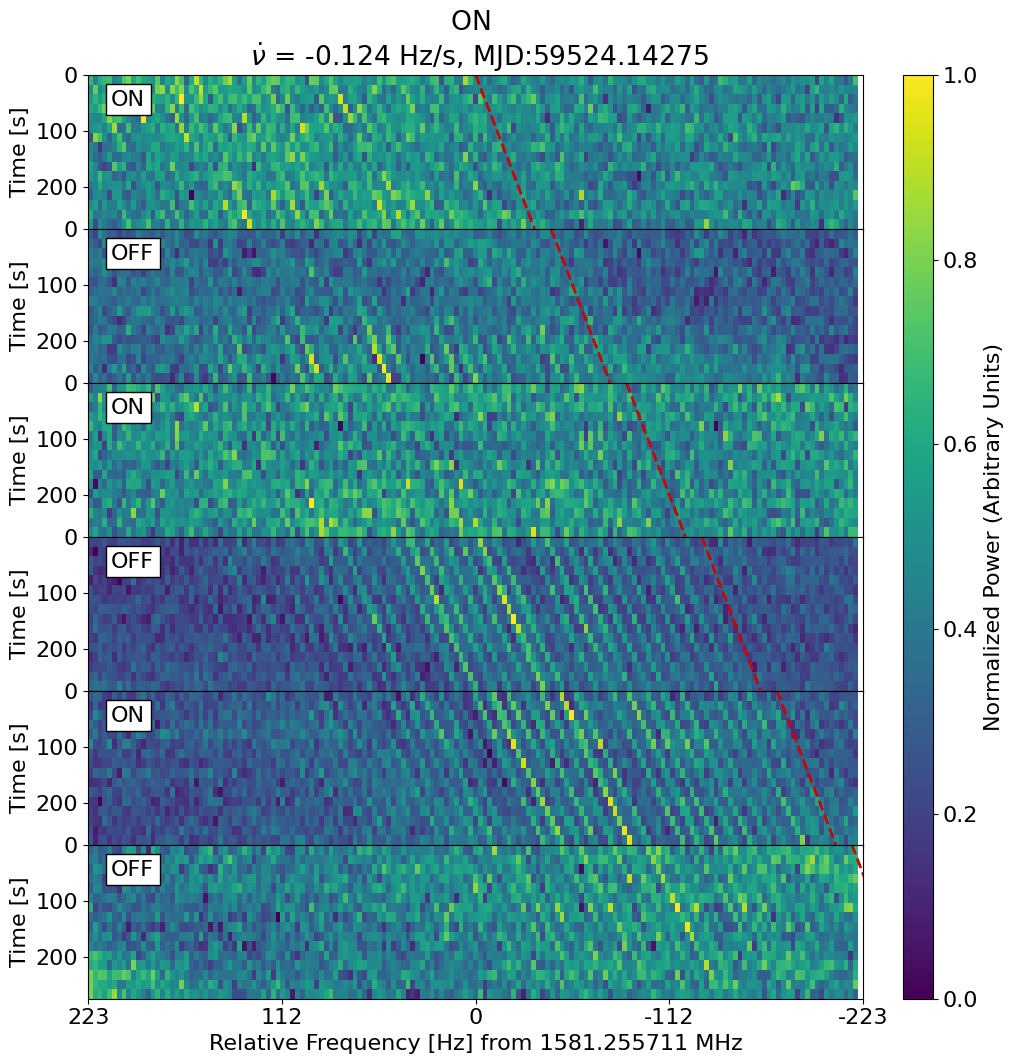 ON
ν̇ = -0.124 Hz/s, MJD:59524.14275
0
ON
100
200
Time [s]
0
OFF
100
200
Time [s]
0
ON
100
200
Time [s]
0
OFF
100
200
Time [s]
0
ON
100
200
Time [s]
0
OFF
100
200
Time [s]
223
112
0
-112
-223
Relative Frequency [Hz] from 1581.255711 MHz
1.0
0.8
0.6
0.4
0.2
0.0
Normalized Power (Arbitrary Units)